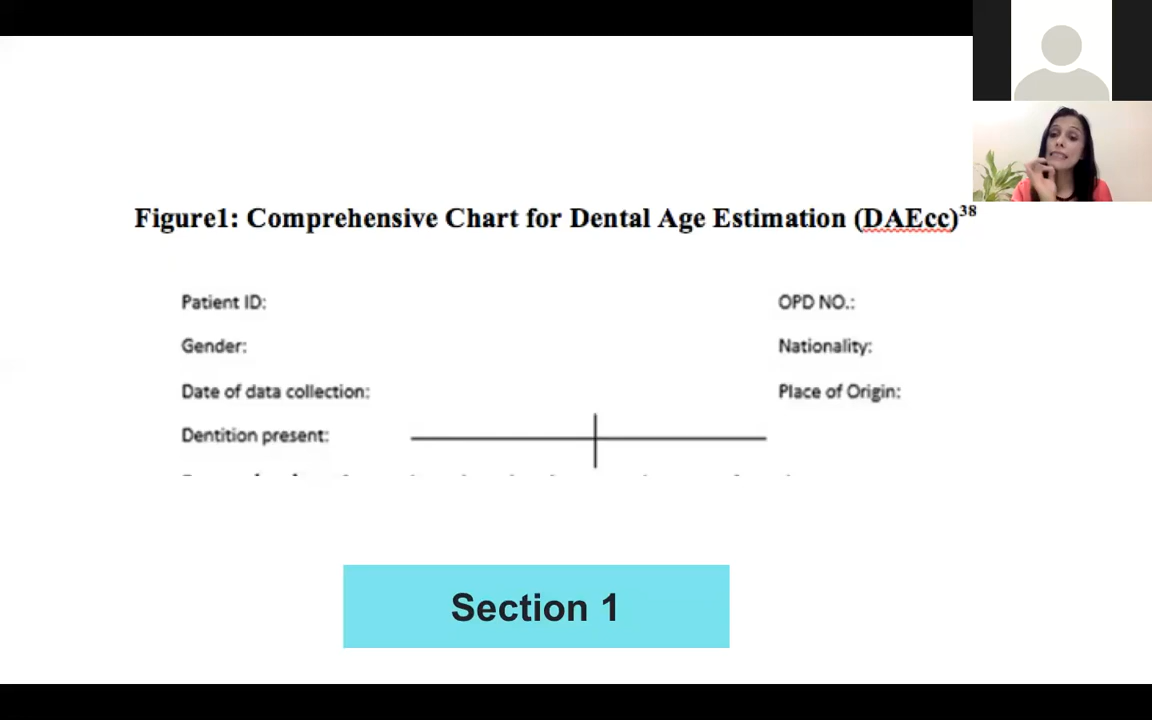 Figure1: Comprehensive Chart for Dental Age Estimation (DAEcc)38
Patient ID: OPD NO.:
Gender: Nationality:
Date of data collection: Place of Origin:
Dentition present:
Section 1